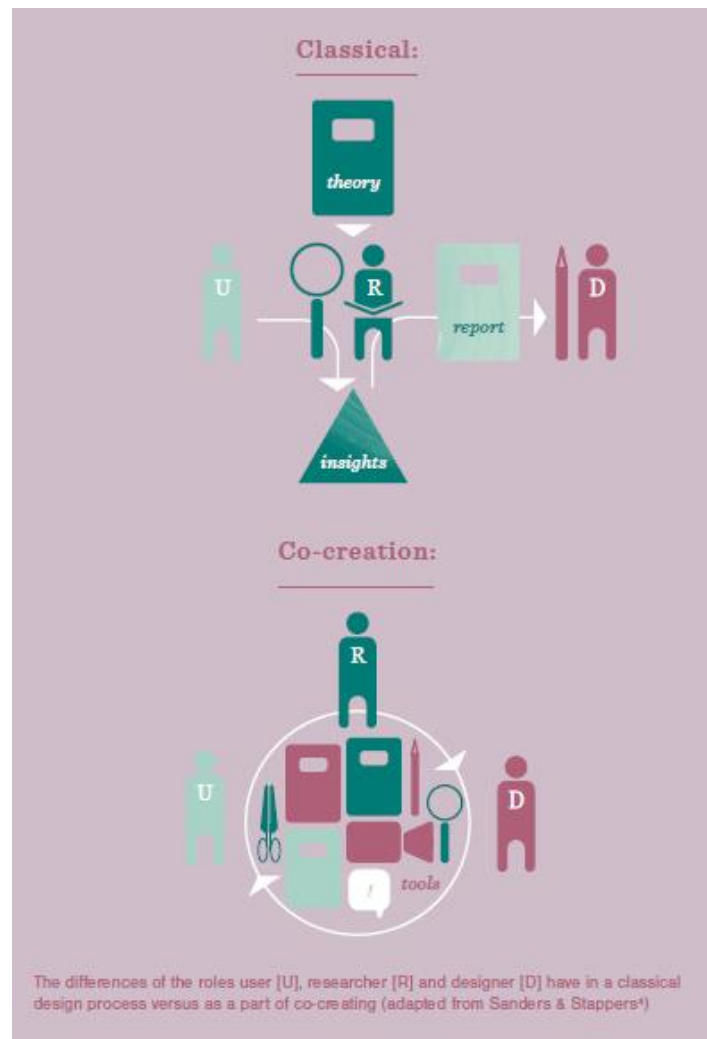 Classical:
theory
U
R
D
report
insights
Co-creation:
R
U
D
!
tools
The differences of the roles user [U], researcher [R] and designer [D] have in a classical
design process versus as a part of co-creating (adapted from Sanders & Stappers⁴)